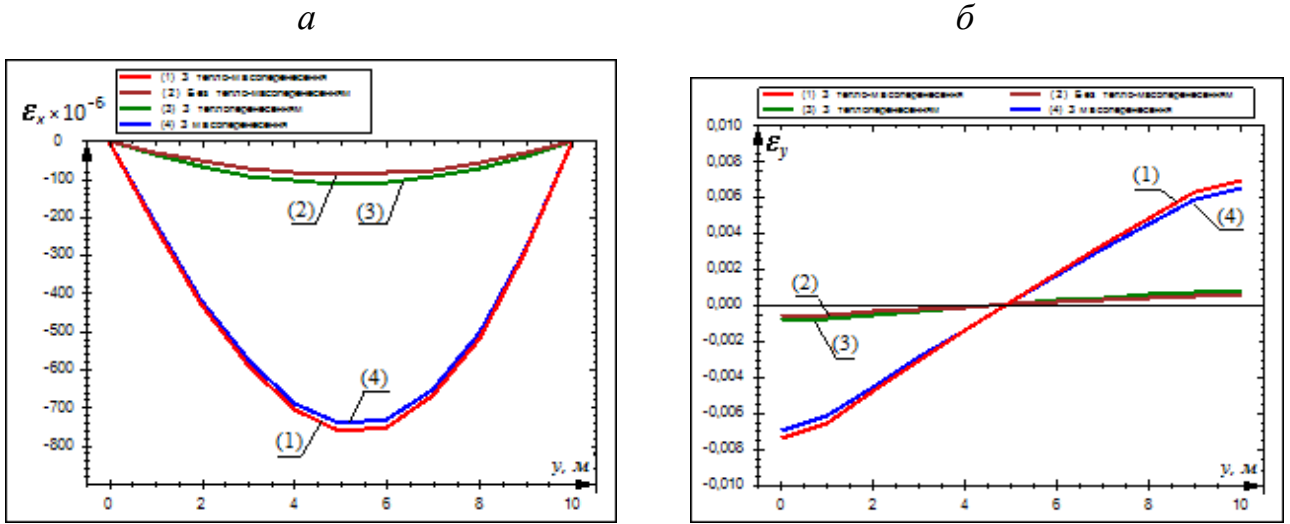 а
(1) З тепло-масоперенесення
(2) Без тепло-масоперенесенням
(3) З теплоперенесенням
(4) З масоперенесення
εx × 10-6
0
-100
-200
-300
-400
-500
-600
-700
-800
(2)
(3)
(4)
(1)
y, м
0 2 4 6 8 10
б
(1) З тепло-масоперенесення (2) Без тепло-масоперенесенням
(3) З теплоперенесенням (4) З масоперенесення
0,010
0,008
0,006
0,004
0,002
0,000
-0,002
-0,004
-0,006
-0,008
-0,010
εy
(1)
(4)
(2)
(3)
y, м
0 2 4 6 8 10